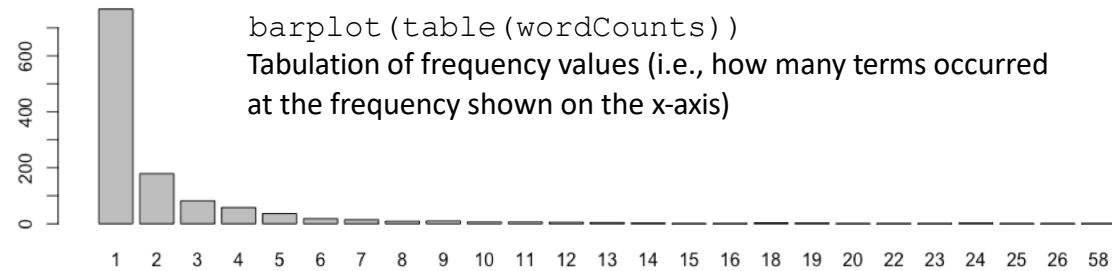 barplot(table(wordCounts))
Tabulation of frequency values (i.e., how many terms occurred
at the frequency shown on the x-axis)
600
400
200
0
1 2 3 4 5 6 7 8 9 10 11 12 13 14 15 16 18 19 20 22 23 24 25 26 58